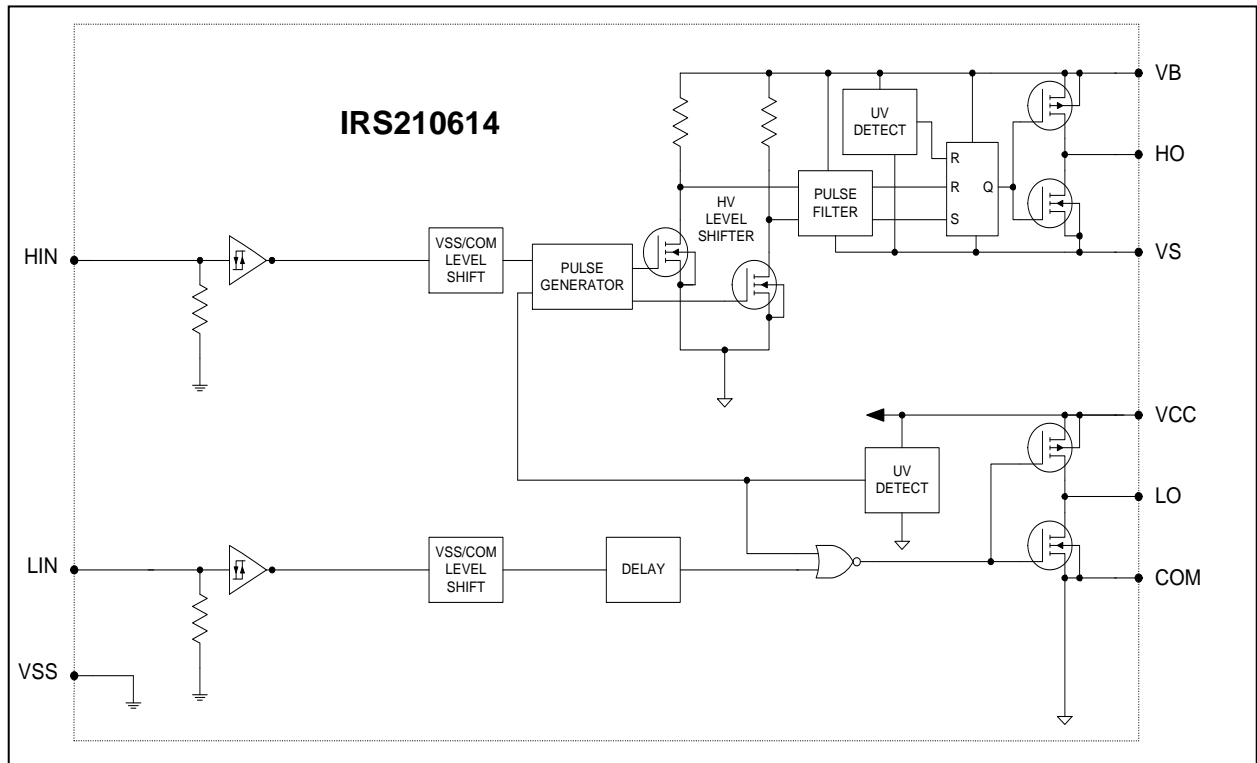 IRS210614
VB
UV
DETECT
R
R
Q
S
HO
PULSE
FILTER
HV
LEVEL
SHIFTER
VS
HIN
VSS/COM
LEVEL
SHIFT
PULSE
GENERATOR
VCC
UV
DETECT
LO
LIN
VSS/COM
LEVEL
SHIFT
DELAY
COM
VSS